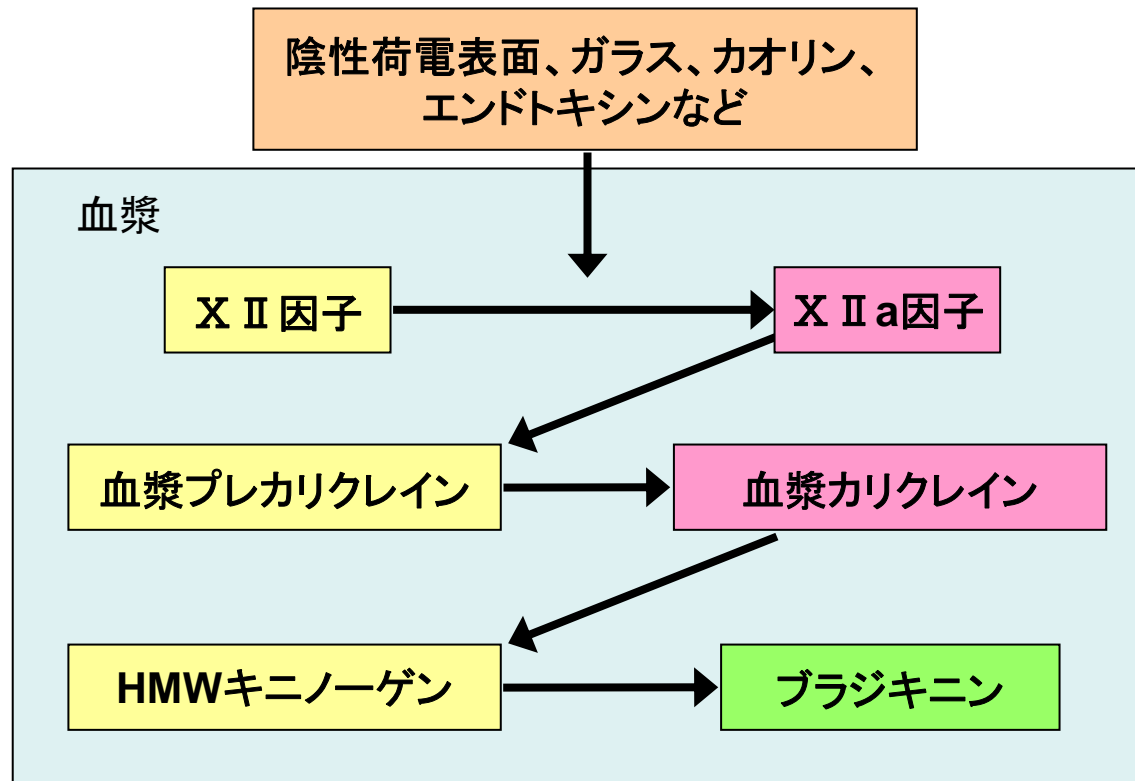 陰性荷電表面、ガラス、カオリン、
エンドトキシンなど
血漿
ⅩⅡ因子
ⅩⅡa因子
血漿プレカリクレイン
血漿カリクレイン
HMWキニノーゲン
ブラジキニン